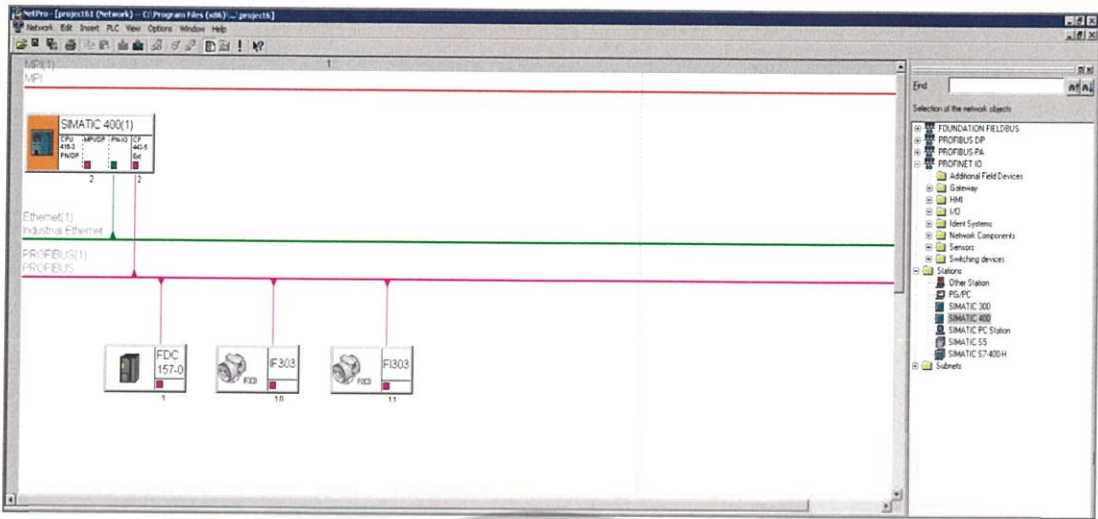 NetPro - [project61 (Network) -- C:\Program Files (x86)\...\project6]
Network Edit Insert PLC View Options Window Help
MPI(1)
MPI
1
SIMATIC 400(1)
CPU
416-3
PN/DP
MPI/DP
PN-IO
CP
443-5
Ext
2 2
Ethernet(1)
Industrial Ethernet
PROFIBUS(1)
PROFIBUS
FDC
157-0
1
IF303
10
FI303
11
Find
Selection of the network objects
FOUNDATION FIELDBUS
PROFIBUS DP
PROFIBUS-PA
PROFINET IO
Additional Field Devices
Gateway
HMI
I/O
Ident Systems
Network Components
Sensors
Switching devices
Stations
Other Station
PG/PC
SIMATIC 300
SIMATIC 400
SIMATIC PC Station
SIMATIC S5
SIMATIC S7-400-H
Subnets